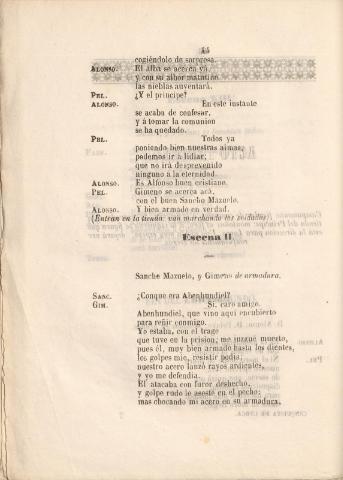 44
cogiéndolo de sorpresa.
ALONSO. El alba se acerca ya,
y con su albor matutino
las nieblas auventará.
PEL. ¿Y el príncipe?
ALONSO. En este instante
se acaba de confesar,
y á tomar la comunion
se ha quedado.
PEL. Todos ya
poniendo bien nuestras almas,
podemos ir á lidiar;
que no irá desprevenido
ninguno á la eternidad.
ALONSO. Es Alfonso buen cristiano.
PEL. Gimeno se acerca acá,
con el buen Sancho Mazuelo.
ALONSO. Y bien armado en verdad.
(Entran en la tienda: van marchando los soldados)
Escena II
Sancho Mazuelo, y Gimeno de armadura.
SANC. ¿Conque era Abenhundiel?
GIM. Si, caro amigo.
Abenhundiel, que vino aquí encubierto
para reñir conmigo.
Yo estaba, con el trage
que tuve en la prision; me juzgué muerto,
pues él, muy bien armado hasta los dientes,
los golpes mios, resistir podia;
nuestro acero lanzó rayos ardientes,
y yo me defendia.
El atacaba con furor deshecho,
y golpe rudo le asesté en el pecho;
mas chocando mi acero en su armadura,